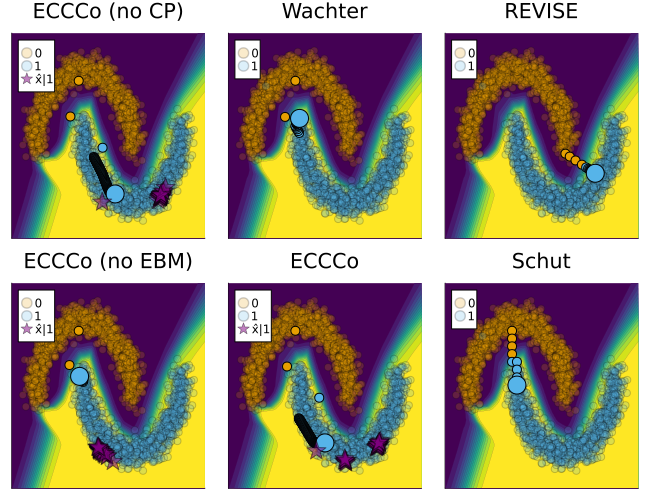 ECCCo (no CP)
0
1
x̂|1
Wachter
0
1
REVISE
0
1
ECCCo (no EBM)
0
1
x̂|1
ECCCo
0
1
x̂|1
Schut
0
1